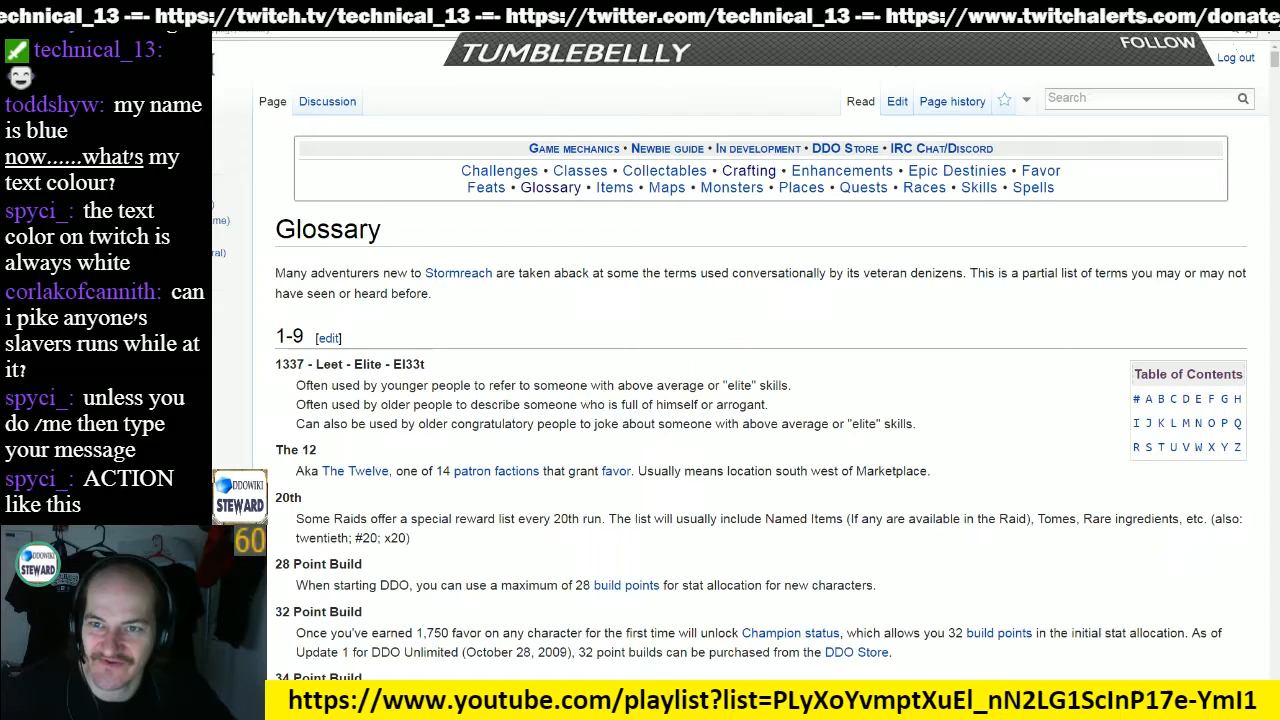 echnical_13 -=- https://twitch.tv/technical_13 -=- https://twitter.com/technical_13 -=- https://www.twitchalerts.com/donate/
technical_13:
toddshyw: my name
is blue
now......what's my
text colour?
spyci_: the text
color on twitch is
always white
corlakofcannith: can
i pike anyone's
slavers runs while at
it?
spyci_: unless you
do /me then type
your message
spyci_: ACTION
like this
DDOWIKI
STEWARD
60
DDOWIKI
STEWARD
TUMBLEBELLLY
FOLLOW
Log out
Page Discussion Read Edit Page history Search
Game mechanics • Newbie guide • In development • DDO Store • IRC Chat/Discord
Challenges • Classes • Collectables • Crafting • Enhancements • Epic Destinies • Favor
Feats • Glossary • Items • Maps • Monsters • Places • Quests • Races • Skills • Spells
me)
ral)
Glossary
Many adventurers new to Stormreach are taken aback at some the terms used conversationally by its veteran denizens. This is a partial list of terms you may or may not
have seen or heard before.
1-9 [edit]
1337 - Leet - Elite - El33t
Often used by younger people to refer to someone with above average or "elite" skills.
Often used by older people to describe someone who is full of himself or arrogant.
Can also be used by older congratulatory people to joke about someone with above average or "elite" skills.
Table of Contents
# A B C D E F G H
I J K L M N O P Q
R S T U V W X Y Z
The 12
Aka The Twelve, one of 14 patron factions that grant favor. Usually means location south west of Marketplace.
20th
Some Raids offer a special reward list every 20th run. The list will usually include Named Items (If any are available in the Raid), Tomes, Rare ingredients, etc. (also:
twentieth; #20; x20)
28 Point Build
When starting DDO, you can use a maximum of 28 build points for stat allocation for new characters.
32 Point Build
Once you've earned 1,750 favor on any character for the first time will unlock Champion status, which allows you 32 build points in the initial stat allocation. As of
Update 1 for DDO Unlimited (October 28, 2009), 32 point builds can be purchased from the DDO Store.
34 Point Build
https://www.youtube.com/playlist?list=PLyXoYvmptXuEl_nN2LG1ScInP17e-YmI1